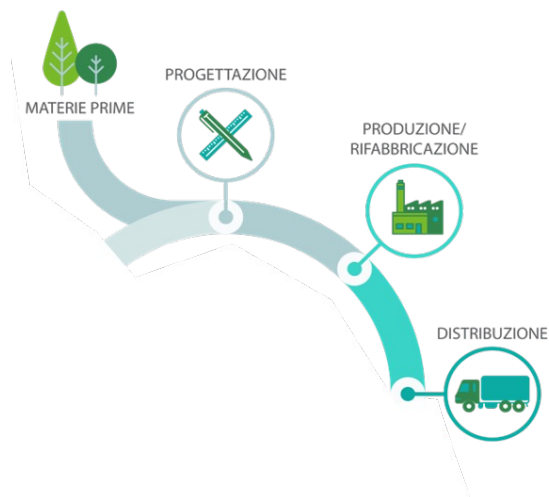 MATERIE PRIME
PROGETTAZIONE
PRODUZIONE/
RIFABBRICAZIONE
DISTRIBUZIONE